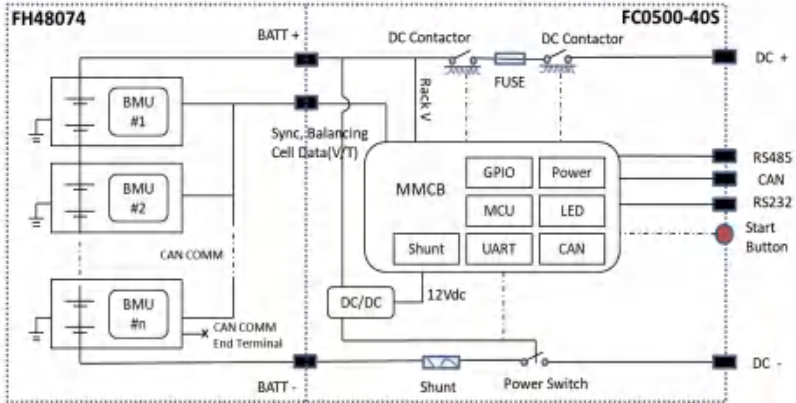 FH48074
FC0500-40S
BATT +
DC Contactor
DC Contactor
DC +
FUSE
Rack V
BMU
#1
Sync, Balancing
Cell Data(V/T)
BMU
#2
MMCB
GPIO
Power
MCU
LED
Shunt
UART
CAN
RS485
CAN
RS232
Start
Button
CAN COMM
BMU
#n
CAN COMM
End Terminal
DC/DC
12Vdc
BATT -
Shunt
Power Switch
DC -